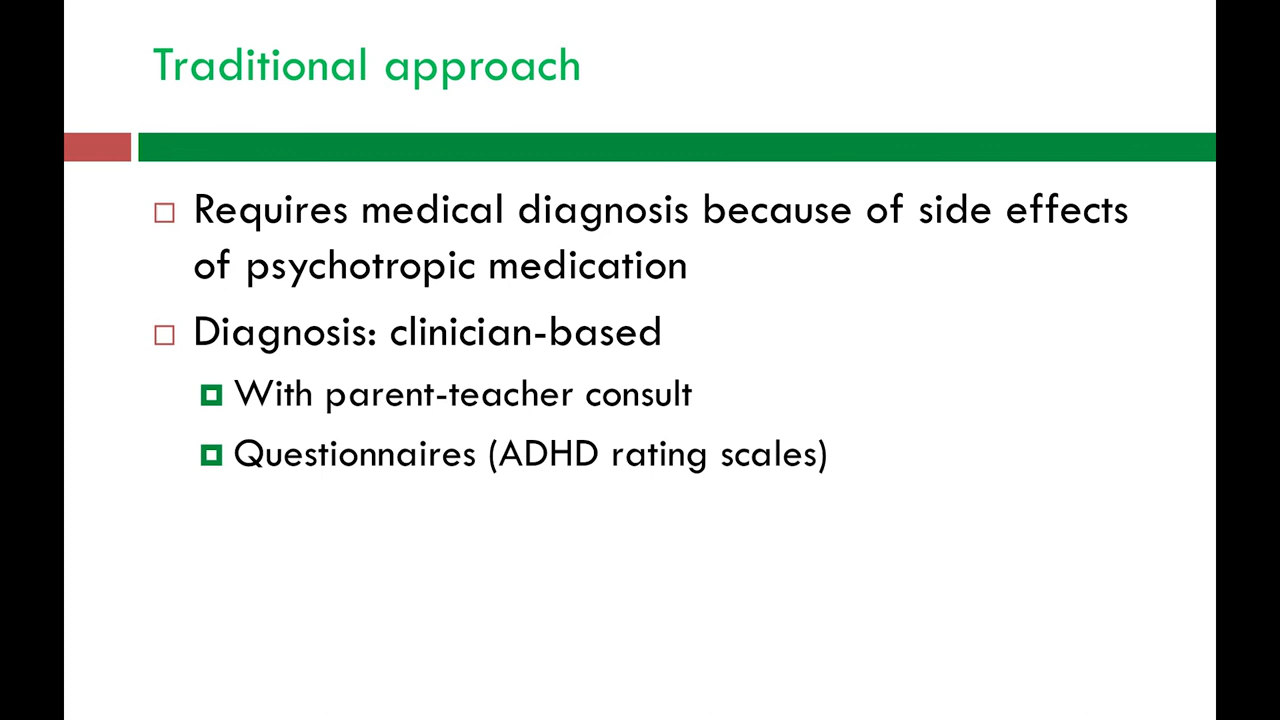 Traditional approach
Requires medical diagnosis because of side effects
of psychotropic medication
Diagnosis: clinician-based
With parent-teacher consult
Questionnaires (ADHD rating scales)